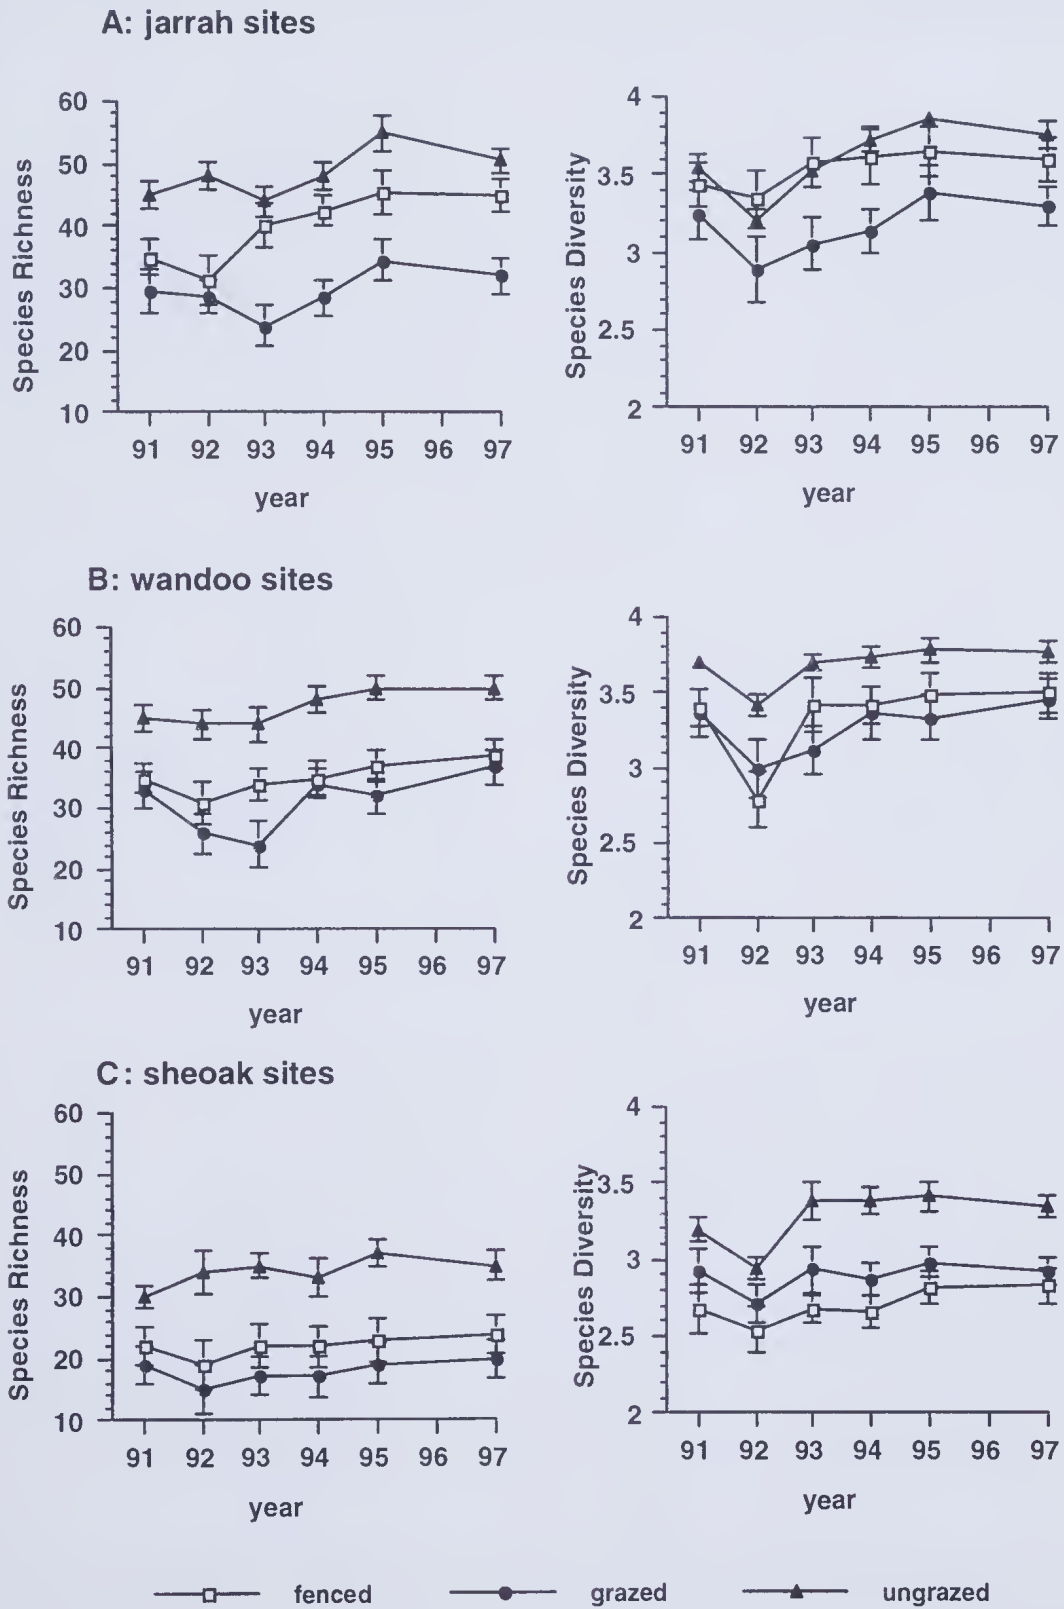 A: jarrah sites
60
50
40
30
20
10
Species Richness
91 92 93 94 95 96 97
year
4
3.5
3
2.5
2
Species Diversity
91 92 93 94 95 96 97
year
B: wandoo sites
60
50
40
30
20
10
Species Richness
91 92 93 94 95 96 97
year
4
3.5
3
2.5
2
Species Diversity
91 92 93 94 95 96 97
year
C: sheoak sites
60
50
40
30
20
10
Species Richness
91 92 93 94 95 96 97
year
4
3.5
3
2.5
2
Species Diversity
91 92 93 94 95 96 97
year
fenced grazed ungrazed